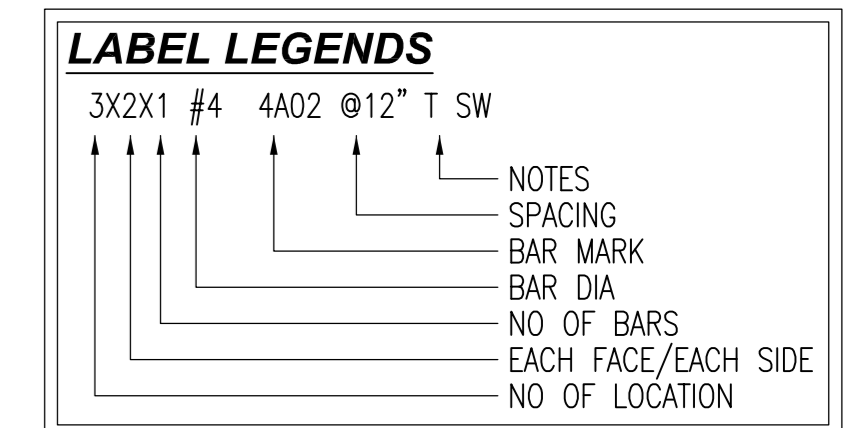 LABEL LEGENDS
3X2X1 #4 4A02 @12” T SW
NOTES
SPACING
BAR MARK
BAR DIA
NO OF BARS
EACH FACE/EACH SIDE
NO OF LOCATION